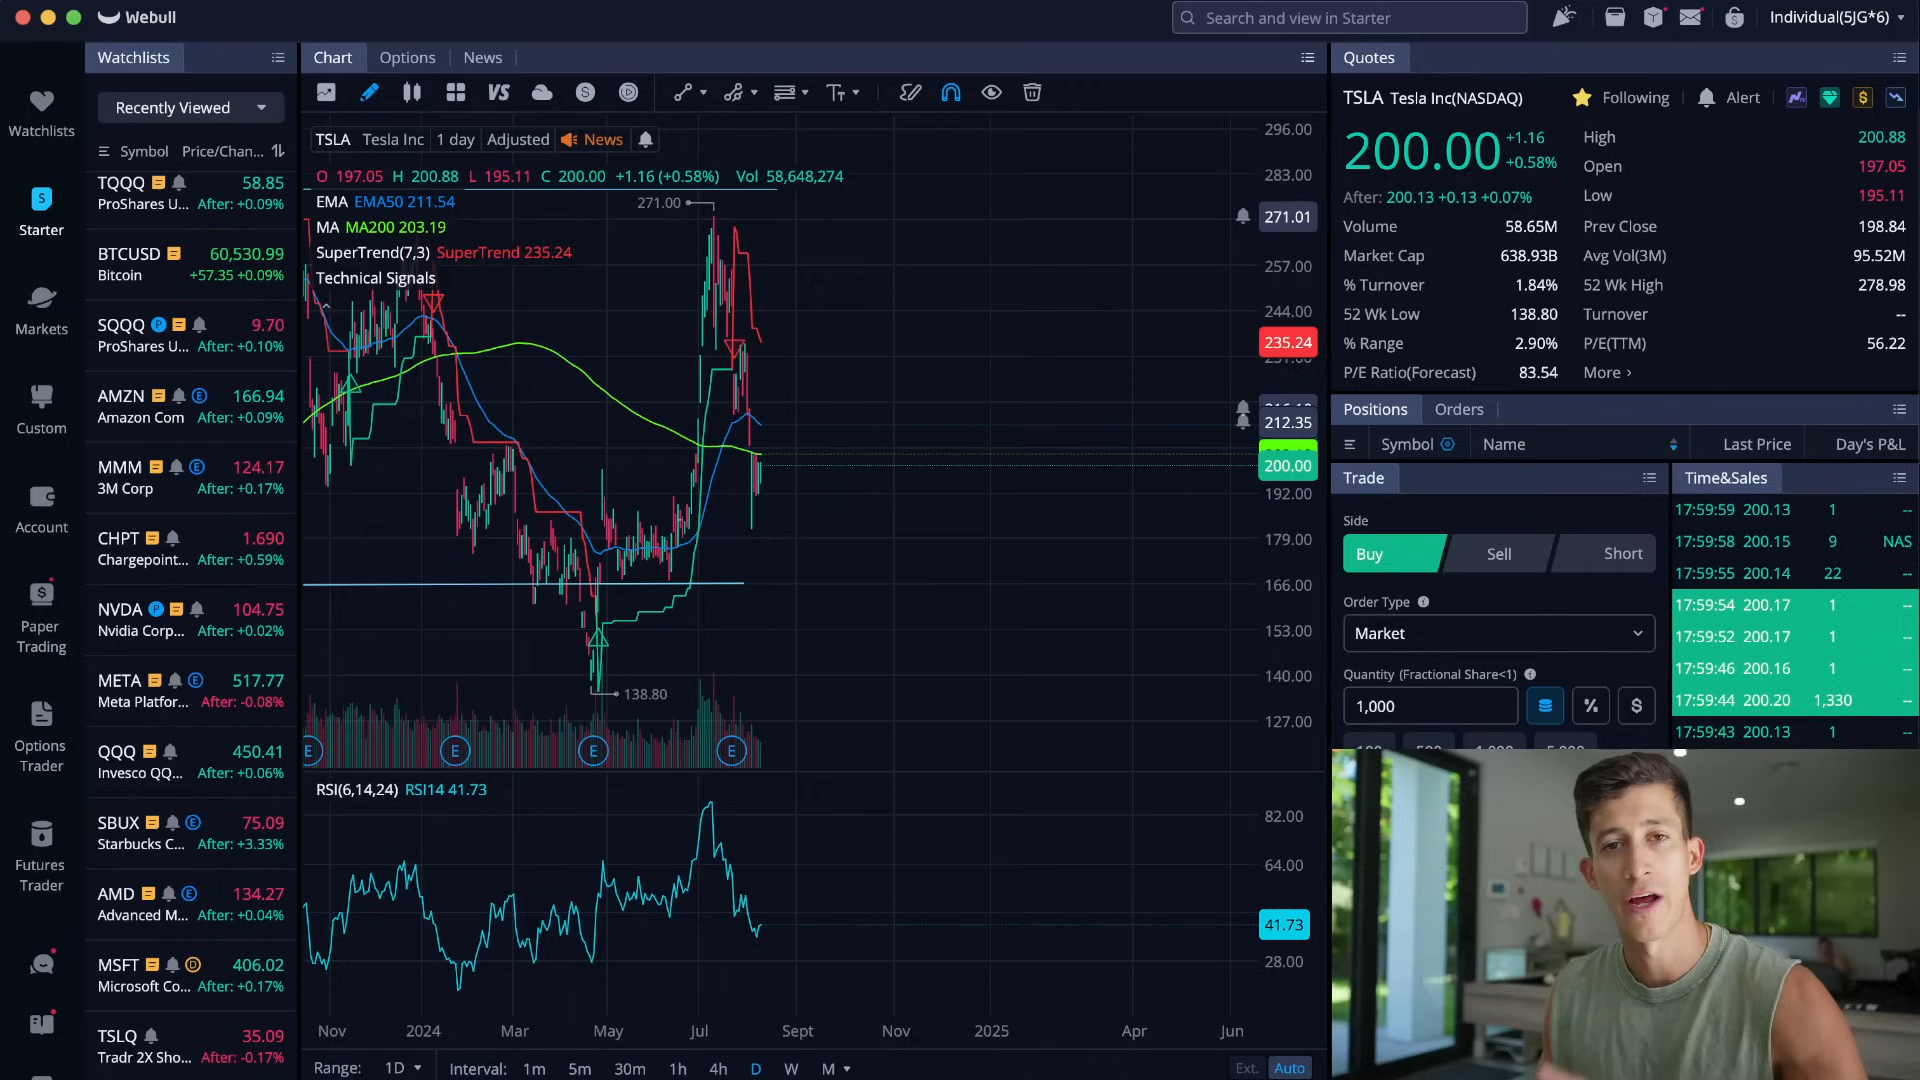 Webull
Search and view in Starter
Individual(5JG*6)
Watchlists
Starter
Markets
Custom
Account
Paper
Trading
Options
Trader
Futures
Trader
Watchlists
Recently Viewed
Symbol Price/Chan...
TQQQ 58.85
ProShares U... After: +0.09%
BTCUSD 60,530.99
Bitcoin +57.35 +0.09%
SQQQ P 9.70
ProShares U... After: +0.10%
AMZN E 166.94
Amazon Com After: +0.09%
MMM E 124.17
3M Corp After: +0.17%
CHPT 1.690
Chargepoint... After: +0.59%
NVDA P 104.75
Nvidia Corp... After: +0.02%
META E 517.77
Meta Platfor... After: -0.08%
QQQ 450.41
Invesco QQ... After: +0.06%
SBUX E 75.09
Starbucks C... After: +3.33%
AMD E 134.27
Advanced M... After: +0.04%
MSFT D 406.02
Microsoft Co... After: +0.17%
TSLQ 35.09
Tradr 2X Sho... After: -0.17%
Chart Options News
VS
TSLA Tesla Inc 1 day Adjusted News
O 197.05 H 200.88 L 195.11 C 200.00 +1.16 (+0.58%) Vol 58,648,274
EMA EMA50 211.54
MA MA200 203.19
SuperTrend(7,3) SuperTrend 235.24
Technical Signals
271.00
138.80
E E E E
296.00
283.00
271.01
257.00
244.00
235.24
212.35
200.00
192.00
179.00
166.00
153.00
140.00
127.00
RSI(6,14,24) RSI14 41.73
82.00
64.00
41.73
28.00
Nov 2024 Mar May Jul Sept Nov 2025 Apr Jun
Range: 1D Interval: 1m 5m 30m 1h 4h D W M Ext. Auto
Quotes
TSLA Tesla Inc(NASDAQ) Following Alert
200.00 +1.16 +0.58%
After: 200.13 +0.13 +0.07%
High 200.88
Open 197.05
Low 195.11
Volume 58.65M Prev Close 198.84
Market Cap 638.93B Avg Vol(3M) 95.52M
% Turnover 1.84% 52 Wk High 278.98
52 Wk Low 138.80 Turnover --
% Range 2.90% P/E(TTM) 56.22
P/E Ratio(Forecast) 83.54 More ›
Positions Orders
Symbol Name Last Price Day's P&L
Trade
Side
Buy Sell Short
Order Type
Market
Quantity (Fractional Share<1)
1,000 % $
Time&Sales
17:59:59 200.13 1 --
17:59:58 200.15 9 NAS
17:59:55 200.14 22 --
17:59:54 200.17 1 --
17:59:52 200.17 1 --
17:59:46 200.16 1 --
17:59:44 200.20 1,330 --
17:59:43 200.13 1 --